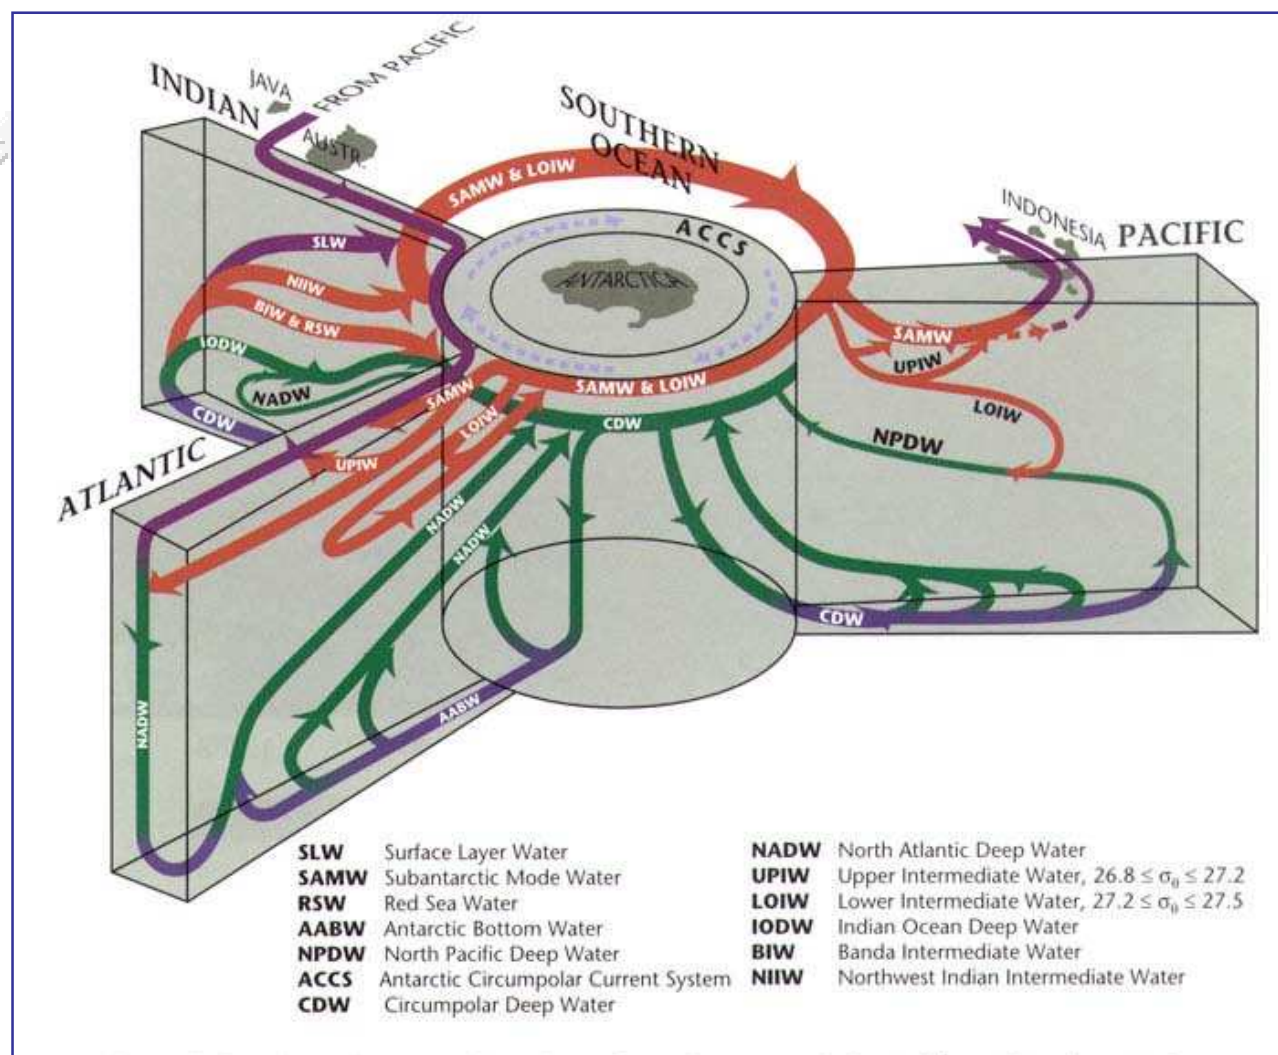 INDIAN
JAVA
FROM PACIFIC
AUSTR.
SOUTHERN
OCEAN
SAMW & LOIW
ACCS
ANTARCTICA
INDONESIA
PACIFIC
SLW
NIIW
BIW & RSW
IODW
NADW
CDW
SAMW
LOIW
UPIW
SAMW & LOIW
CDW
SAMW
UPIW
LOIW
NPDW
ATLANTIC
NADW
NADW
CDW
AABW
NADW
SLW Surface Layer Water
SAMW Subantarctic Mode Water
RSW Red Sea Water
AABW Antarctic Bottom Water
NPDW North Pacific Deep Water
ACCS Antarctic Circumpolar Current System
CDW Circumpolar Deep Water
NADW North Atlantic Deep Water
UPIW Upper Intermediate Water, 26.8 ≤ σθ ≤ 27.2
LOIW Lower Intermediate Water, 27.2 ≤ σθ ≤ 27.5
IODW Indian Ocean Deep Water
BIW Banda Intermediate Water
NIIW Northwest Indian Intermediate Water